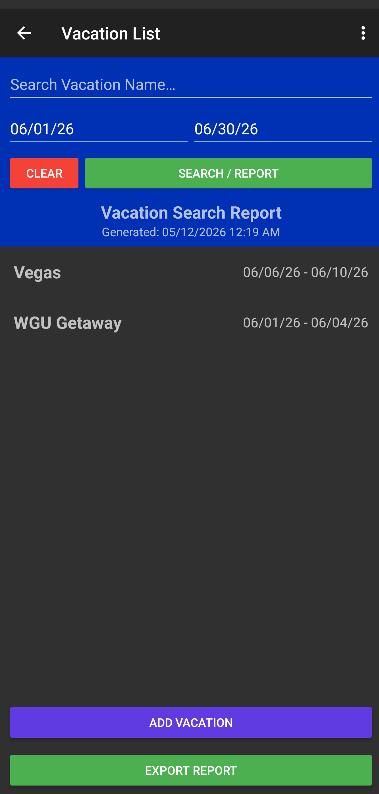 Vacation List
Search Vacation Name...
06/01/26 06/30/26
CLEAR SEARCH / REPORT
Vacation Search Report
Generated: 05/12/2026 12:19 AM
Vegas 06/06/26 - 06/10/26
WGU Getaway 06/01/26 - 06/04/26
ADD VACATION
EXPORT REPORT